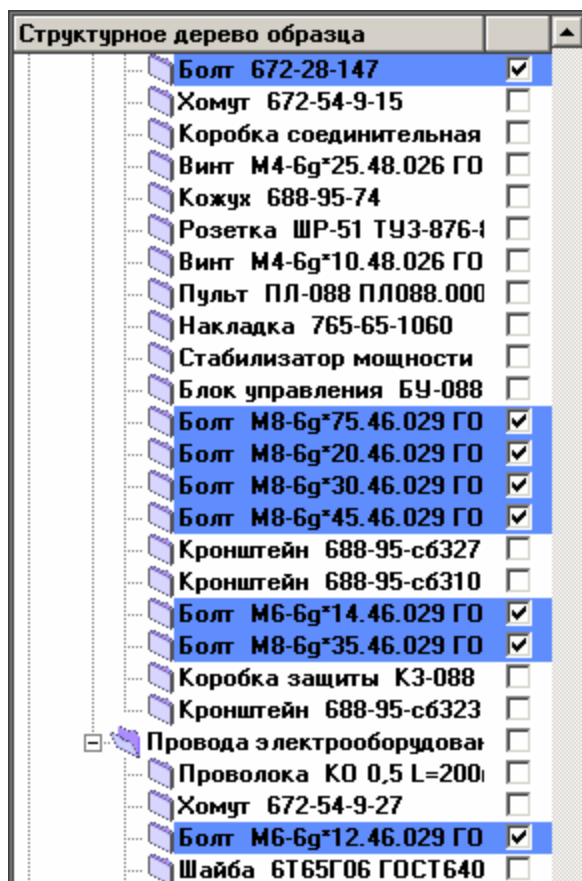 Структурное дерево образца
Болт 672-28-147
Хомут 672-54-9-15
Коробка соединительная
Винт М4-6g*25.48.026 ГО
Кожух 688-95-74
Розетка ШР-51 ТУ3-876-
Винт М4-6g*10.48.026 ГО
Пульт ПЛ-088 ПЛ088.000
Накладка 765-65-1060
Стабилизатор мощности
Блок управления БУ-088
Болт М8-6g*75.46.029 ГО
Болт М8-6g*20.46.029 ГО
Болт М8-6g*30.46.029 ГО
Болт М8-6g*45.46.029 ГО
Кронштейн 688-95-сб327
Кронштейн 688-95-сб310
Болт М6-6g*14.46.029 ГО
Болт М8-6g*35.46.029 ГО
Коробка защиты КЗ-088
Кронштейн 688-95-сб323
Провода электрооборудован
Проволока КО 0,5 L=200
Хомут 672-54-9-27
Болт М6-6g*12.46.029 ГО
Шайба 6Т65Г06 ГОСТ640